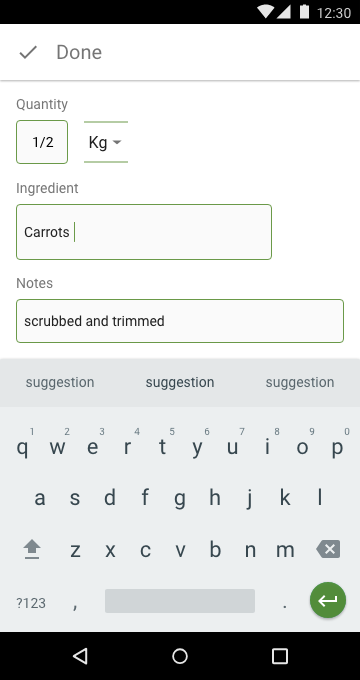 12:30
Done
Quantity
1/2 Kg
Ingredient
Carrots
Notes
scrubbed and trimmed
suggestion suggestion suggestion
1 2 3 4 5 6 7 8 9 0
q w e r t y u i o p
a s d f g h j k l
z x c v b n m
?123 , .